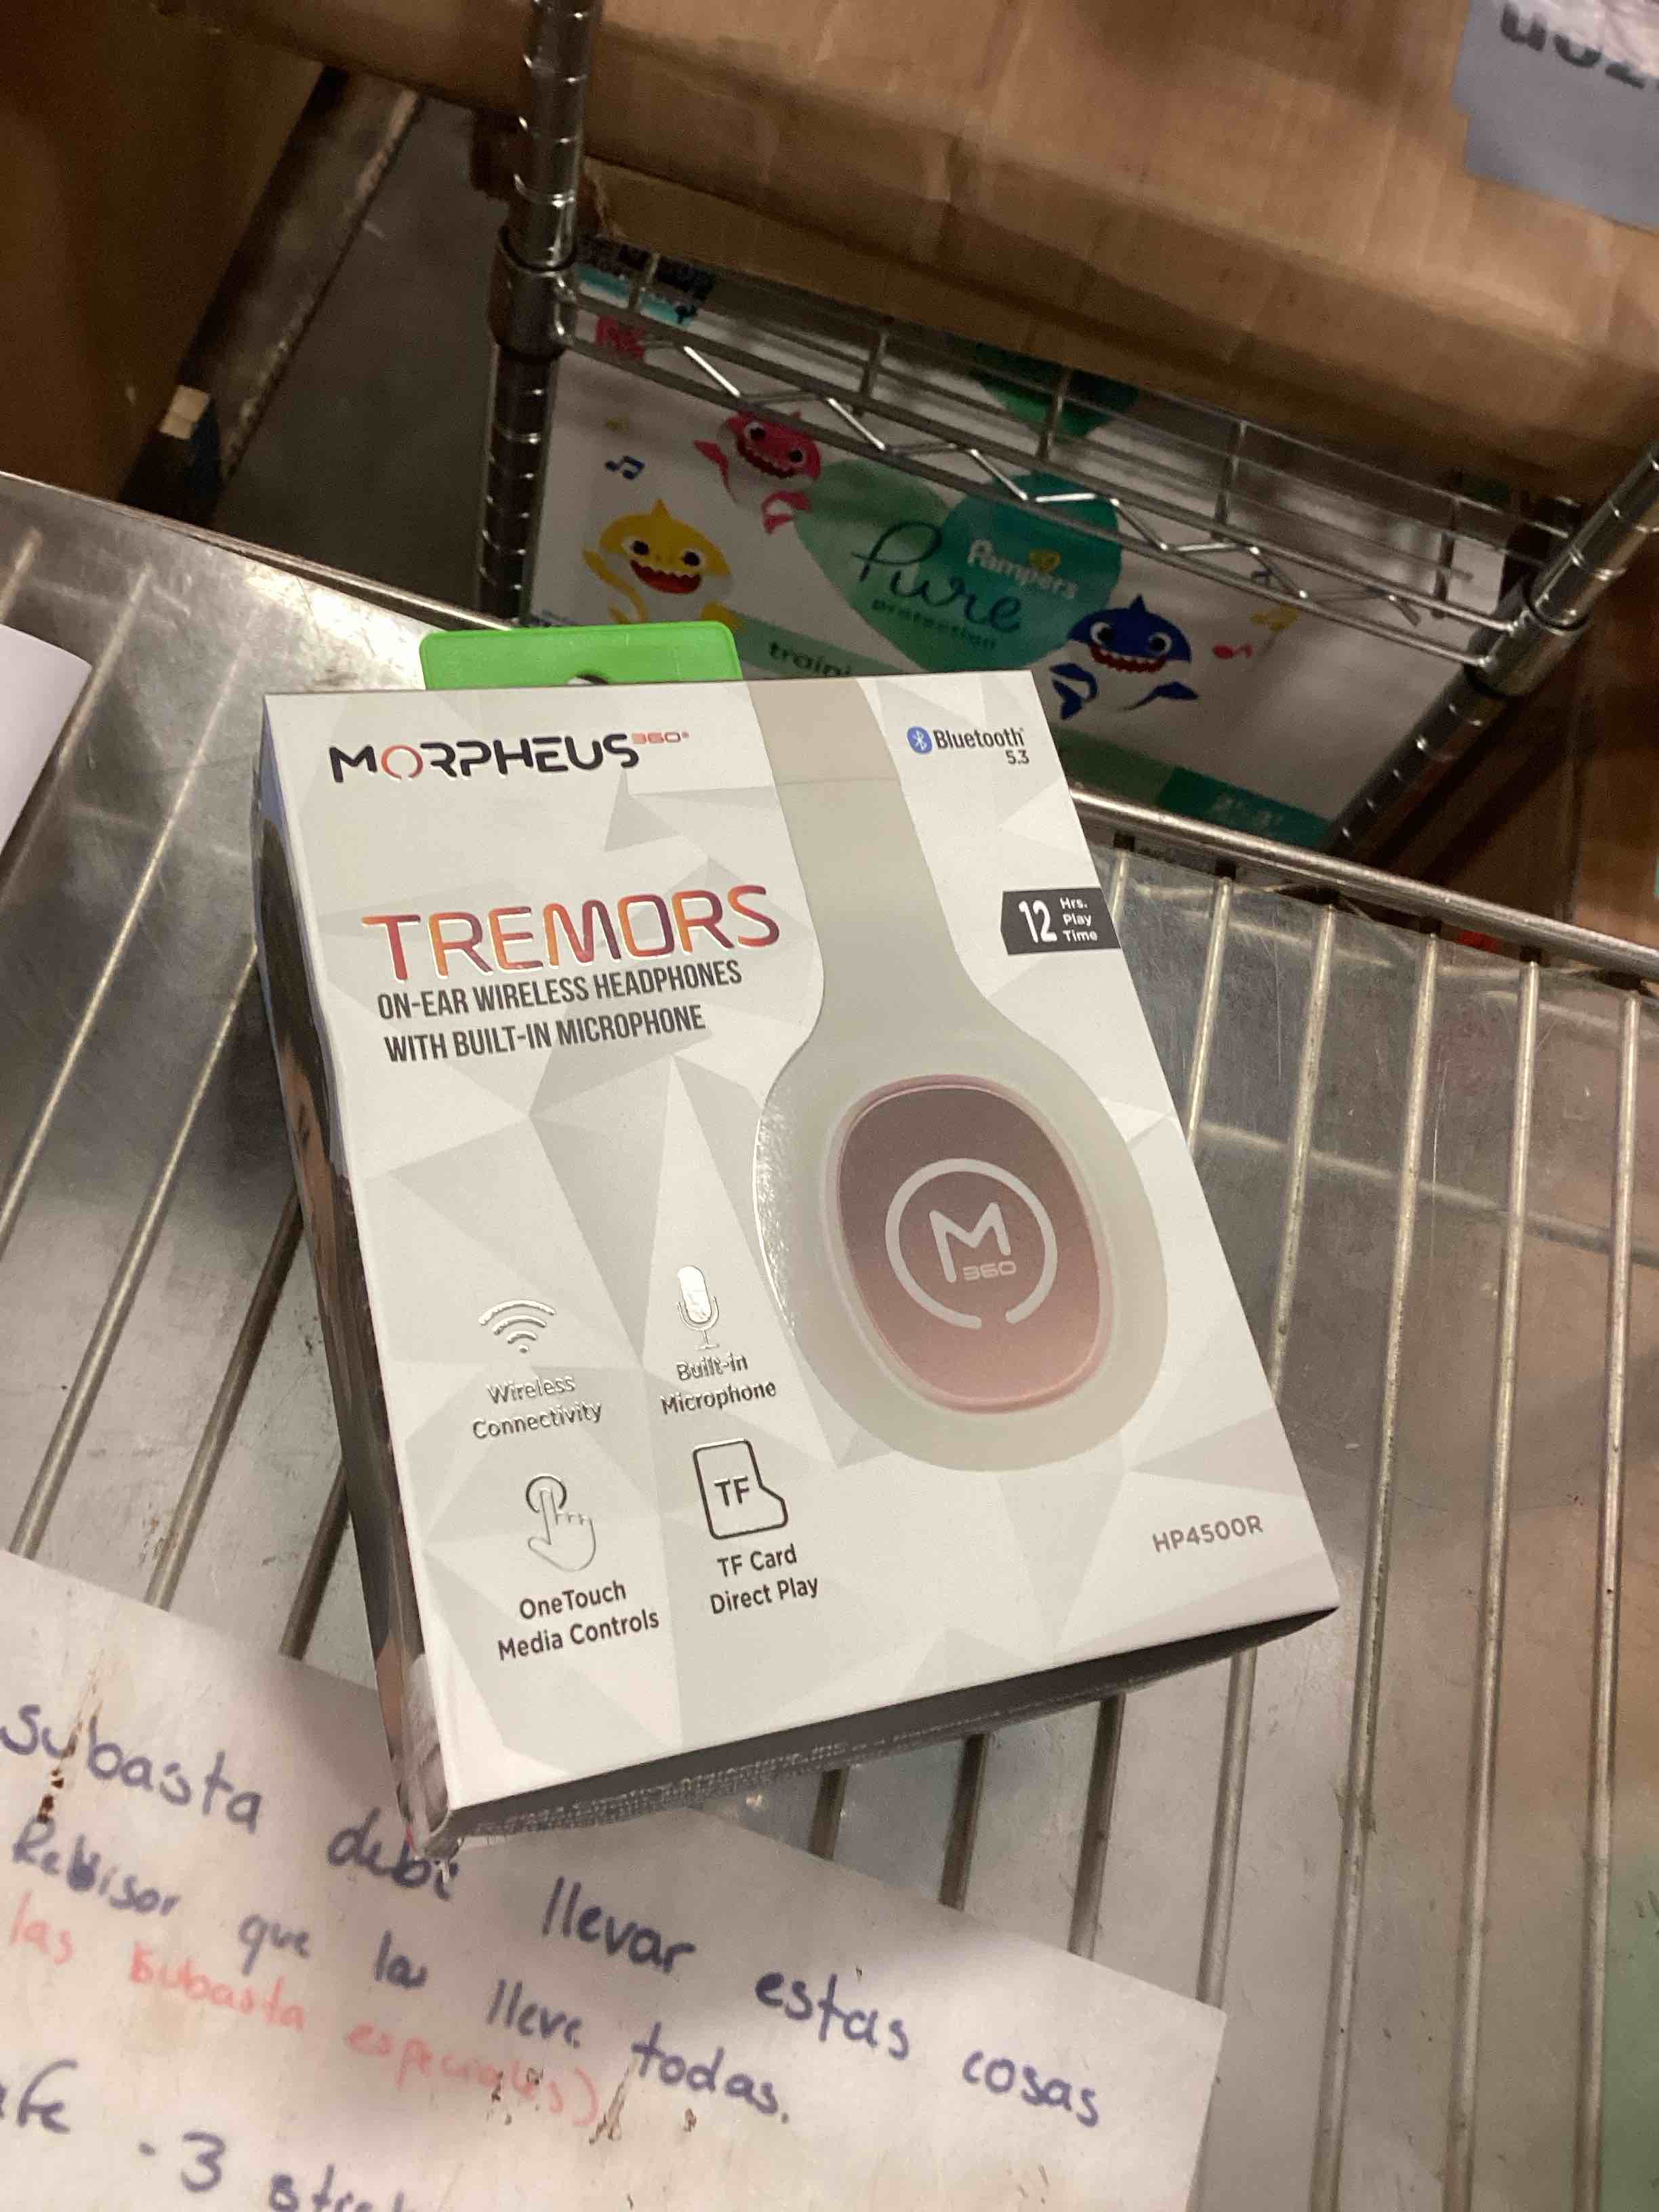 Pampers
Pure
protection
MORPHEUS 360®
Bluetooth®
5.3
12 Hrs.
Play
Time
TREMORS
ON-EAR WIRELESS HEADPHONES
WITH BUILT-IN MICROPHONE
M
360
Wireless
Connectivity
Built-in
Microphone
TF
OneTouch
Media Controls
TF Card
Direct Play
HP4500R
Subasta debe llevar estas cosas
Rebisor que las lleve todas.
las subasta especiales)
. 3